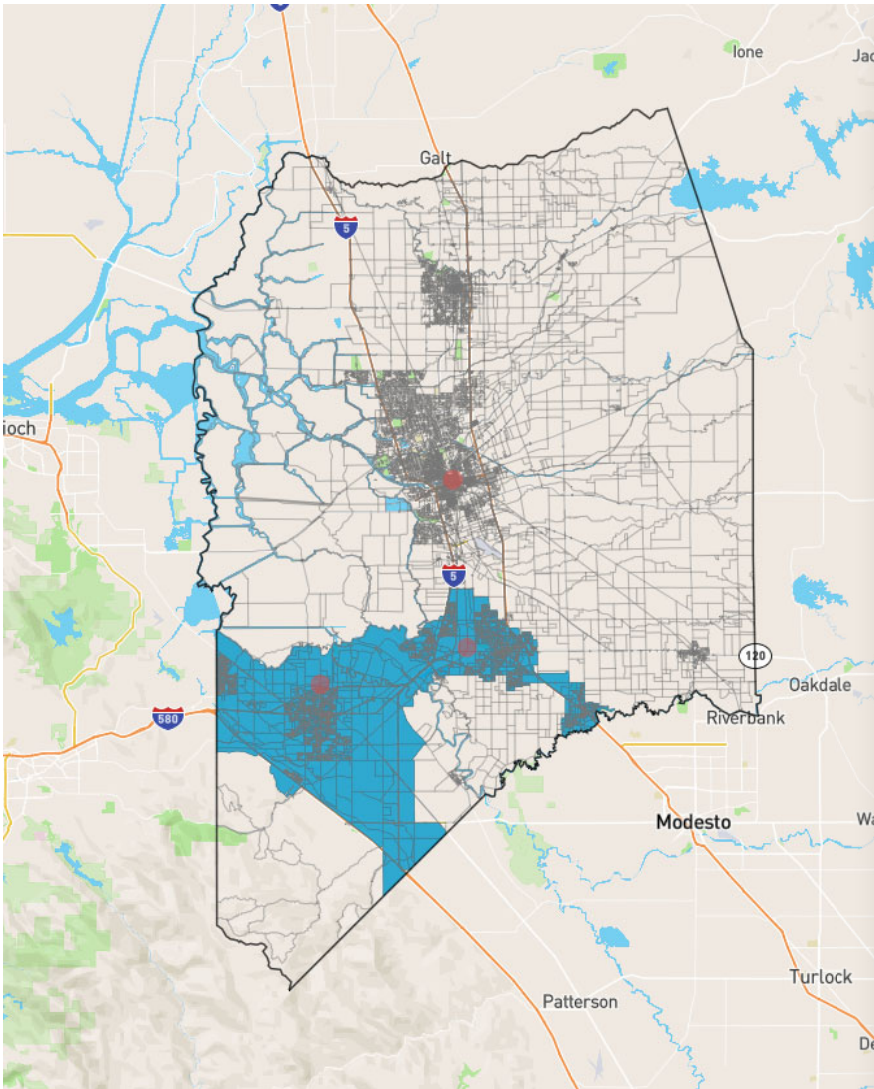 Ione
Jac
Galt
5
ioch
5
120
Oakdale
580
Riverbank
Modesto
Wa
Turlock
Patterson
De